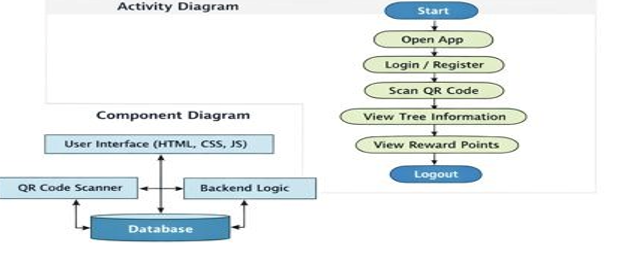 Activity Diagram
Start
Open App
Login / Register
Scan QR Code
View Tree Information
View Reward Points
Logout
Component Diagram
User Interface (HTML, CSS, JS)
QR Code Scanner
Backend Logic
Database